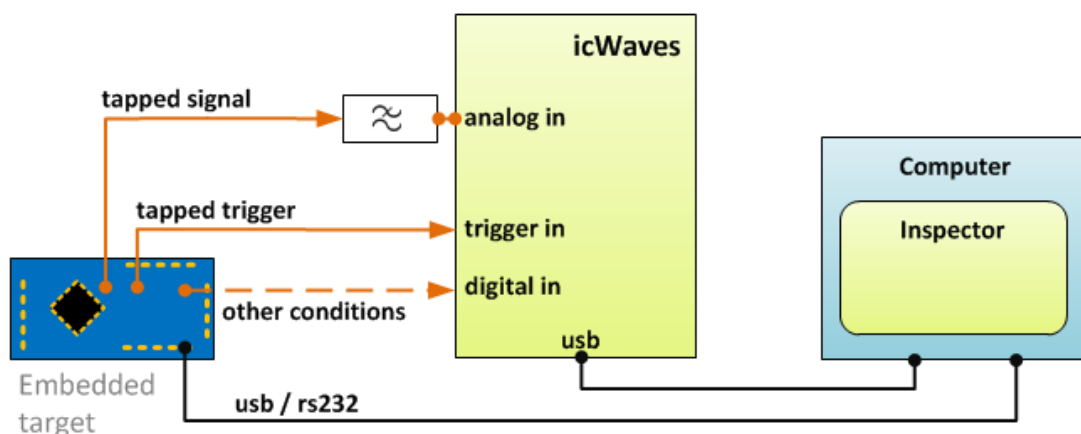 icWaves
tapped signal
analog in
Computer
tapped trigger
trigger in
Inspector
digital in
other conditions
usb
Embedded
target
usb / rs232